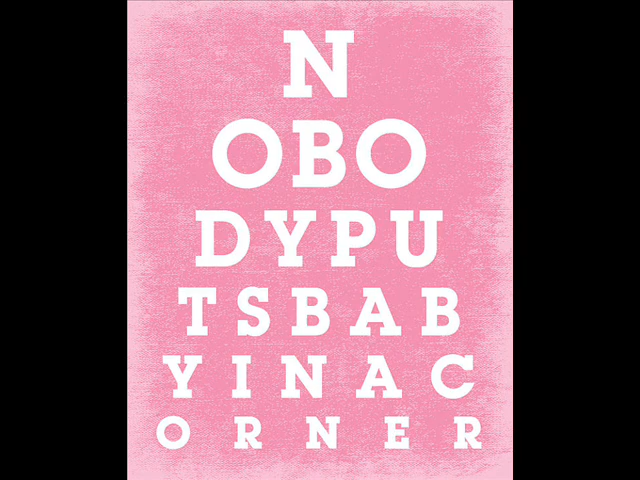 N
OBO
DYPU
TSBAB
YINAC
ORNER